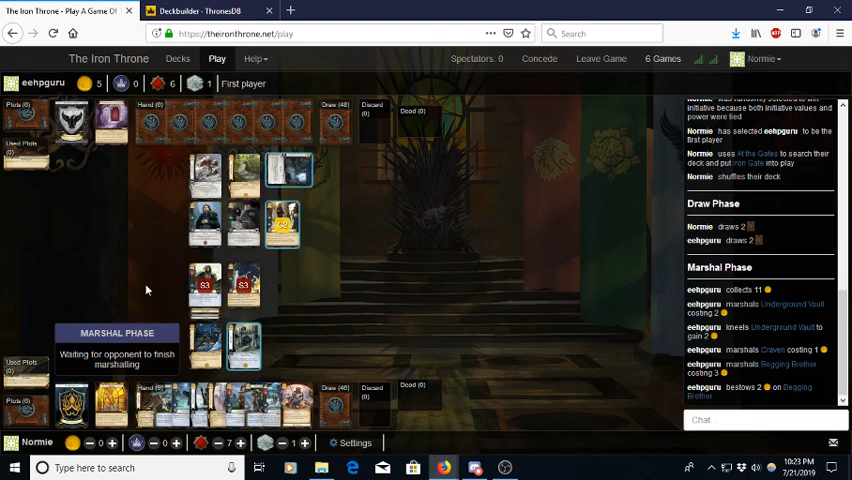 The Iron Throne - Play A Game Of
Deckbuilder - ThronesDB
https://theironthrone.net/play
Search
The Iron Throne
Decks
Play
Help
Spectators: 0
Concede
Leave Game
6 Games
Normie
eehpguru
5
0
6
1
First player
Plots (0)
Hand (0)
Draw (48)
Discard (0)
Dead (0)
Used Plots (0)
was randomly selected to win
initiative because both initiative values and
power were tied
Normie has selected eehpguru to be the
first player
Normie uses At the Gates to search their
deck and put Iron Gate into play
Normie shuffles their deck
Draw Phase
Normie draws 2
eehpguru draws 2
Marshal Phase
eehpguru collects 11
eehpguru marshals Underground Vault
costing 2
eehpguru kneels Underground Vault to
gain 2
eehpguru marshals Craven costing 1
eehpguru marshals Begging Brother
costing 3
eehpguru bestows 2 on Begging
Brother
S3
S3
MARSHAL PHASE
Waiting for opponent to finish
marshalling
Used Plots (0)
Plots (0)
Draw (46)
Discard (0)
Dead (0)
Chat...
Normie
0
0
7
1
Settings
Type here to search
10:23 PM
7/21/2019